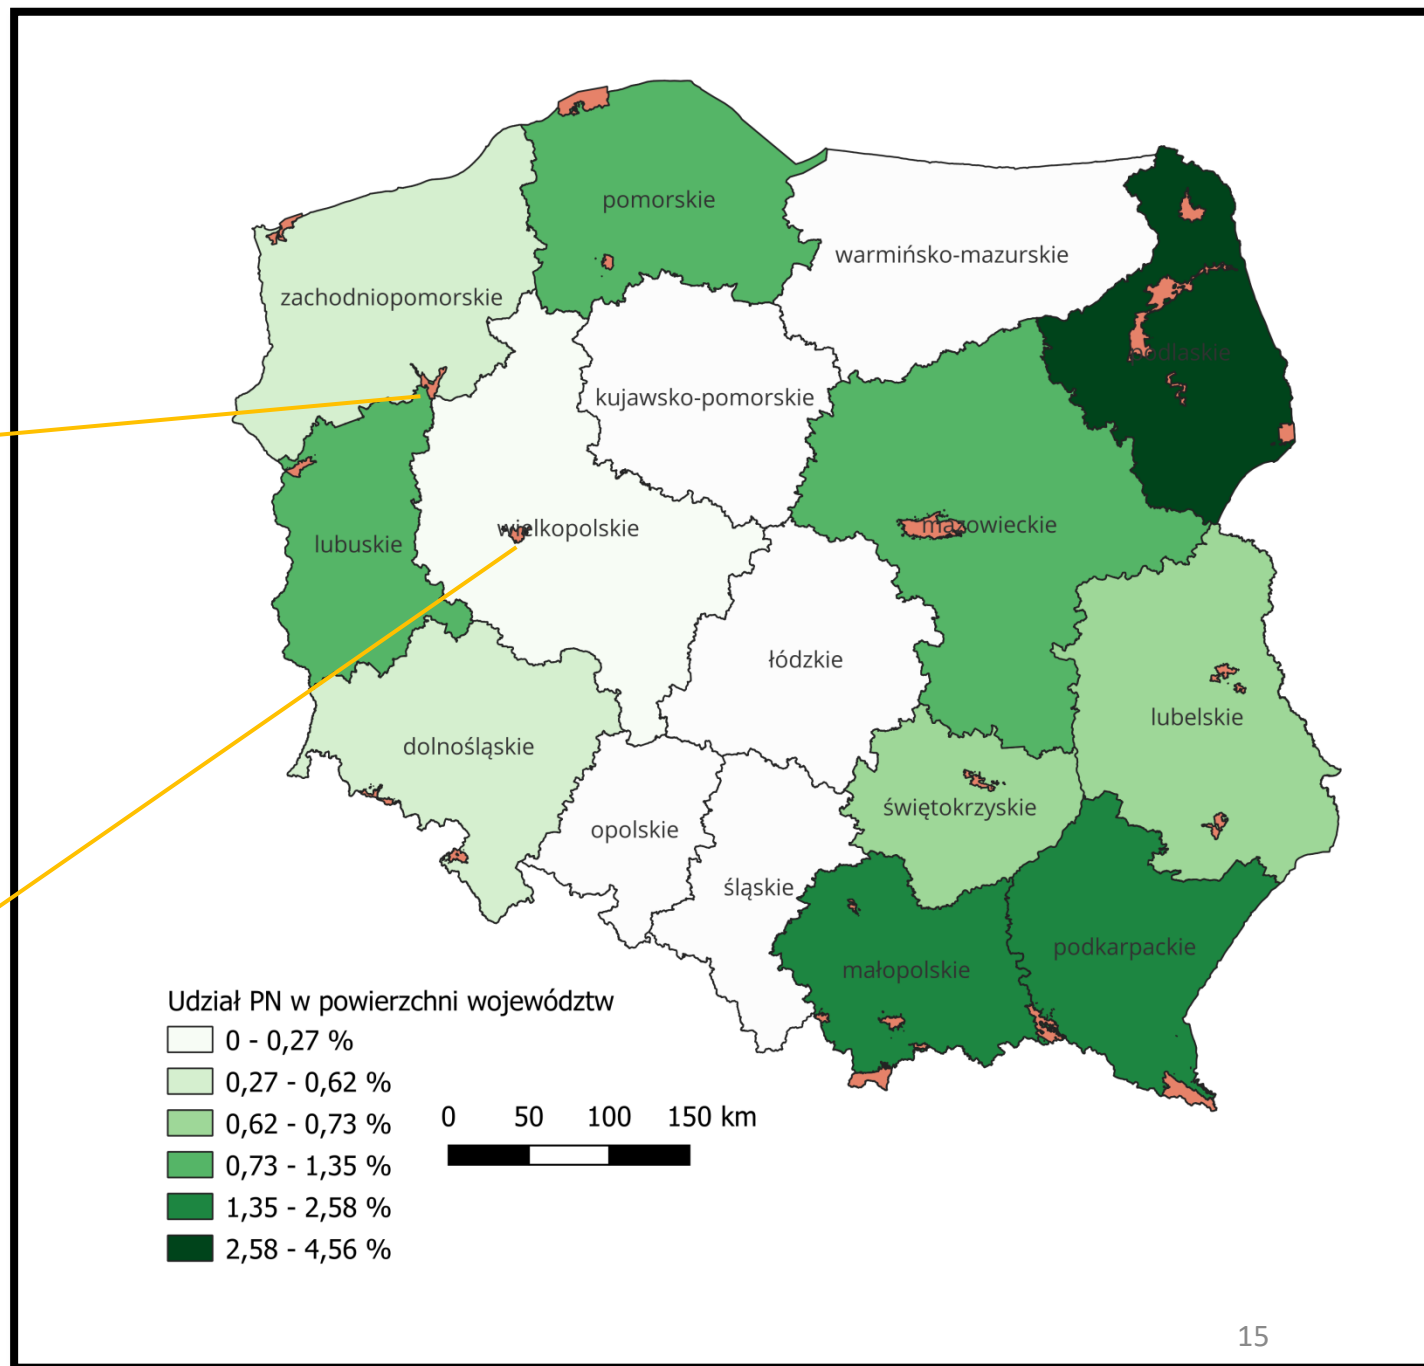 pomorskie
warmińsko-mazurskie
zachodniopomorskie
podlaskie
kujawsko-pomorskie
wielkopolskie
mazowieckie
lubuskie
łódzkie
lubelskie
dolnośląskie
świętokrzyskie
opolskie
śląskie
podkarpackie
małopolskie
Udział PN w powierzchni województw
0 - 0,27 %
0,27 - 0,62 %
0,62 - 0,73 %
0,73 - 1,35 %
1,35 - 2,58 %
2,58 - 4,56 %
0 50 100 150 km
15